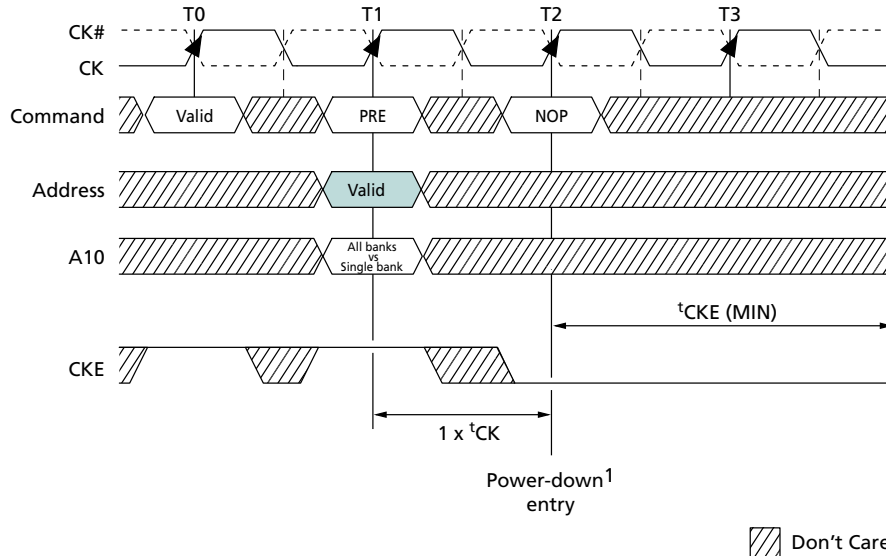 T0 T1 T2 T3
CK#
CK
Command Valid PRE NOP
Address Valid
A10 All banks
vs
Single bank
tCKE (MIN)
CKE
1 x tCK
Power-down1
entry
Don't Care